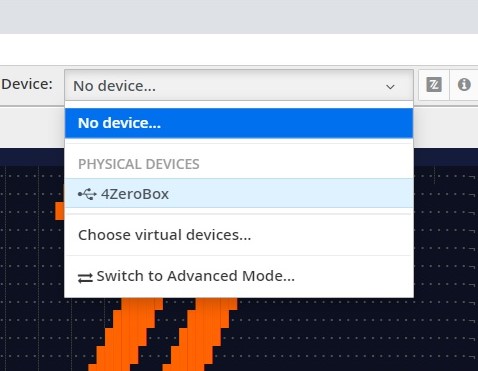 Device:
No device...
No device...
PHYSICAL DEVICES
4ZeroBox
Choose virtual devices...
Switch to Advanced Mode...